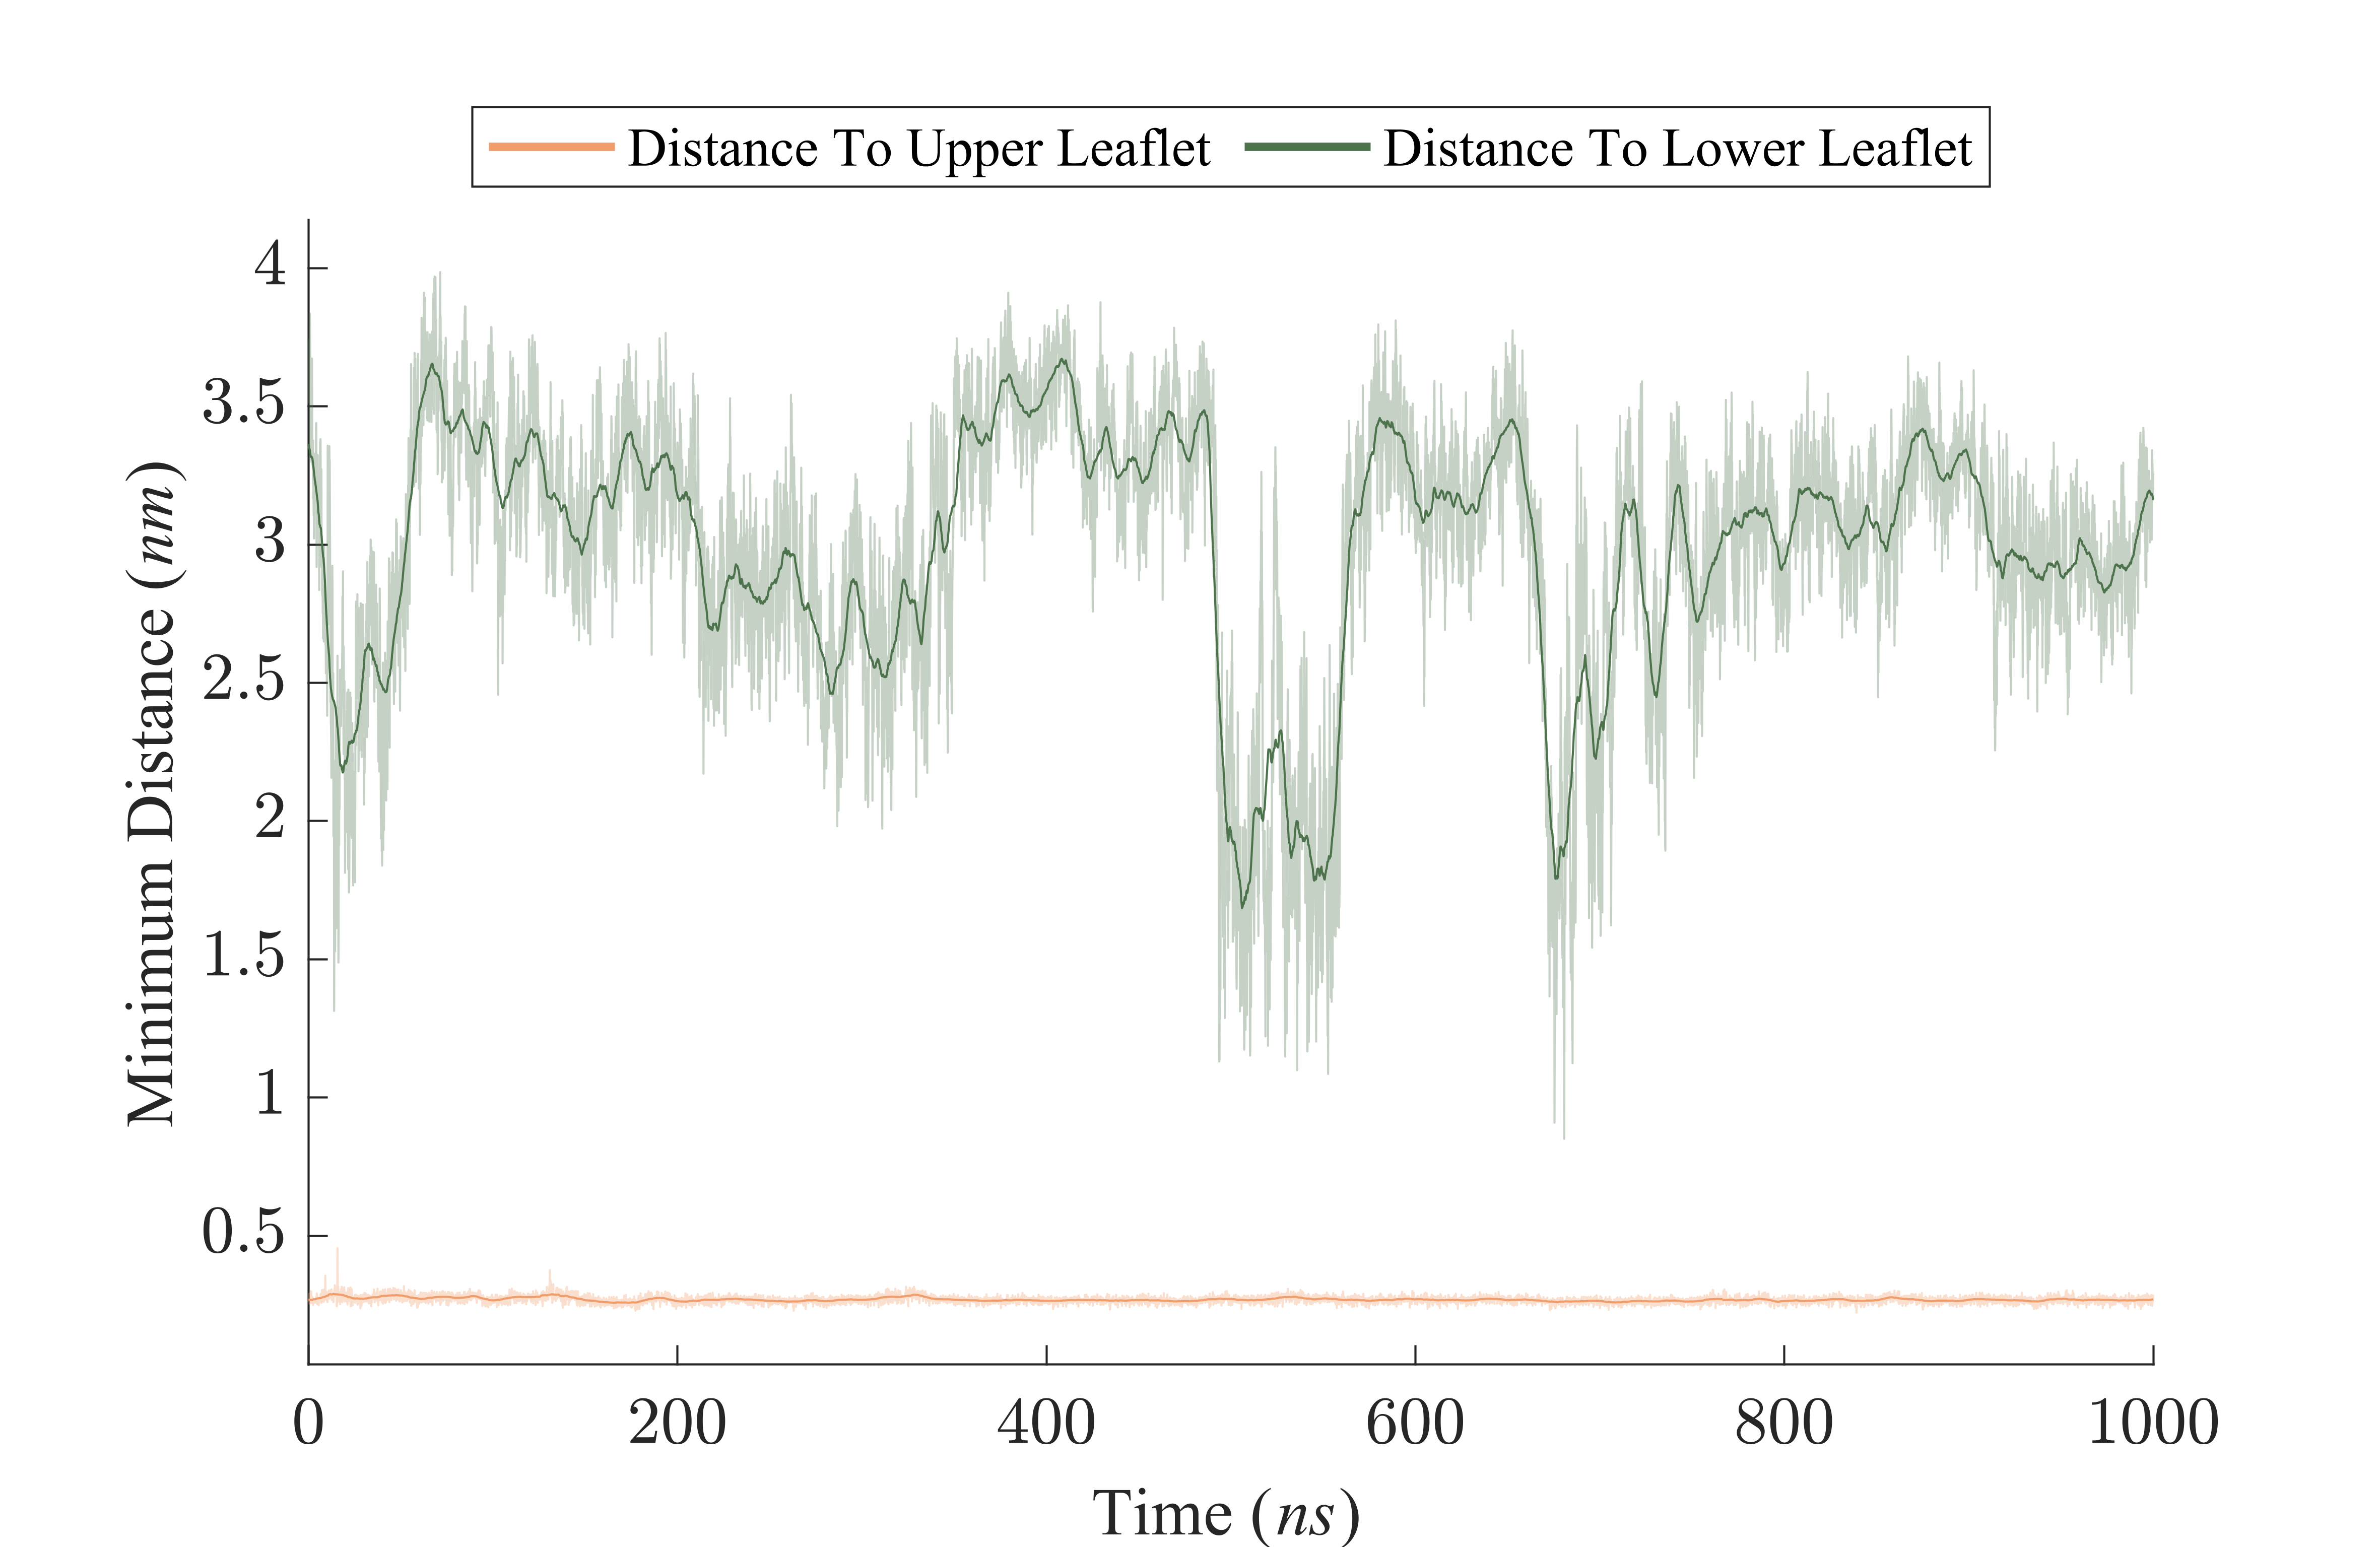 Distance To Upper Leaflet Distance To Lower Leaflet
4
3.5
3
2.5
2
1.5
1
0.5
Minimum Distance (nm)
0 200 400 600 800 1000
Time (ns)